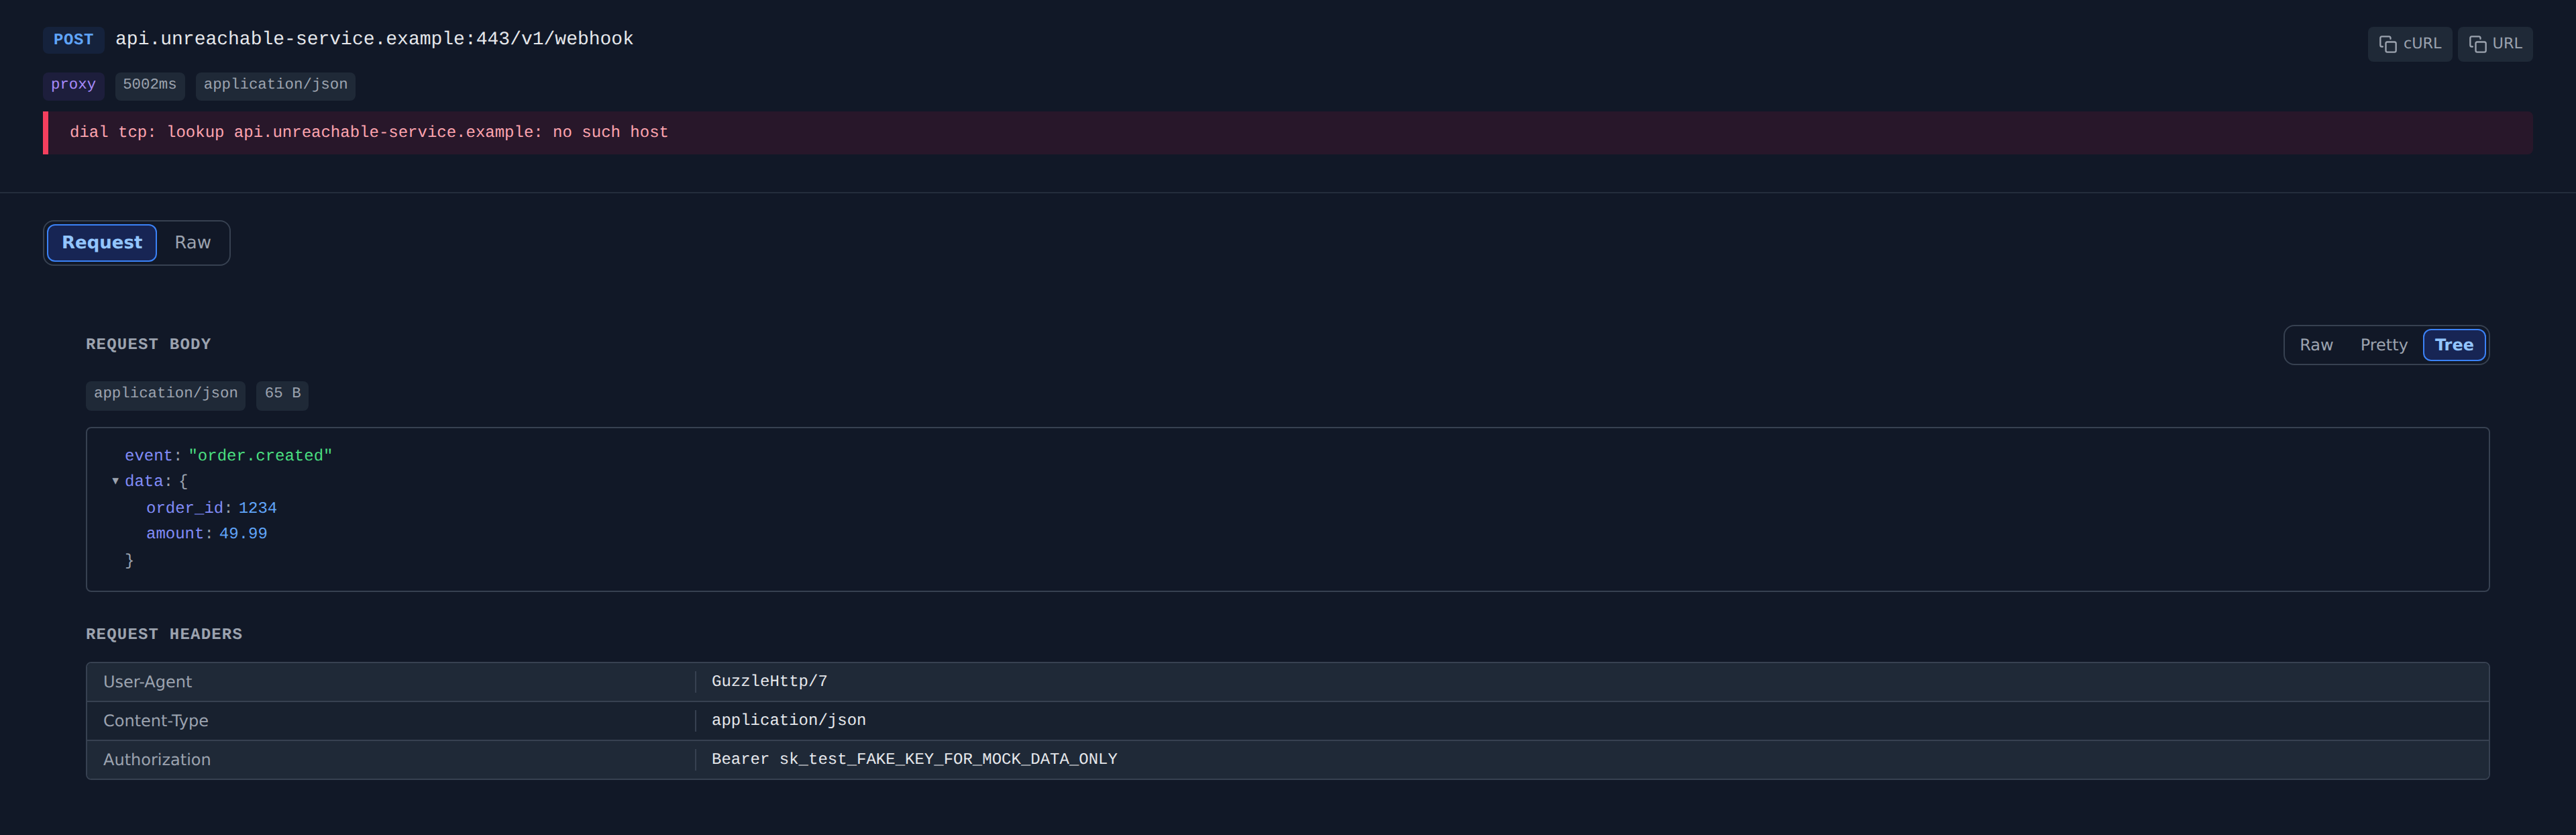 POST api.unreachable-service.example:443/v1/webhook cURL URL
proxy 5002ms application/json
dial tcp: lookup api.unreachable-service.example: no such host
Request Raw
REQUEST BODY Raw Pretty Tree
application/json 65 B
event: "order.created"
▼ data: {
order_id: 1234
amount: 49.99
}
REQUEST HEADERS
User-Agent GuzzleHttp/7
Content-Type application/json
Authorization Bearer sk_test_FAKE_KEY_FOR_MOCK_DATA_ONLY